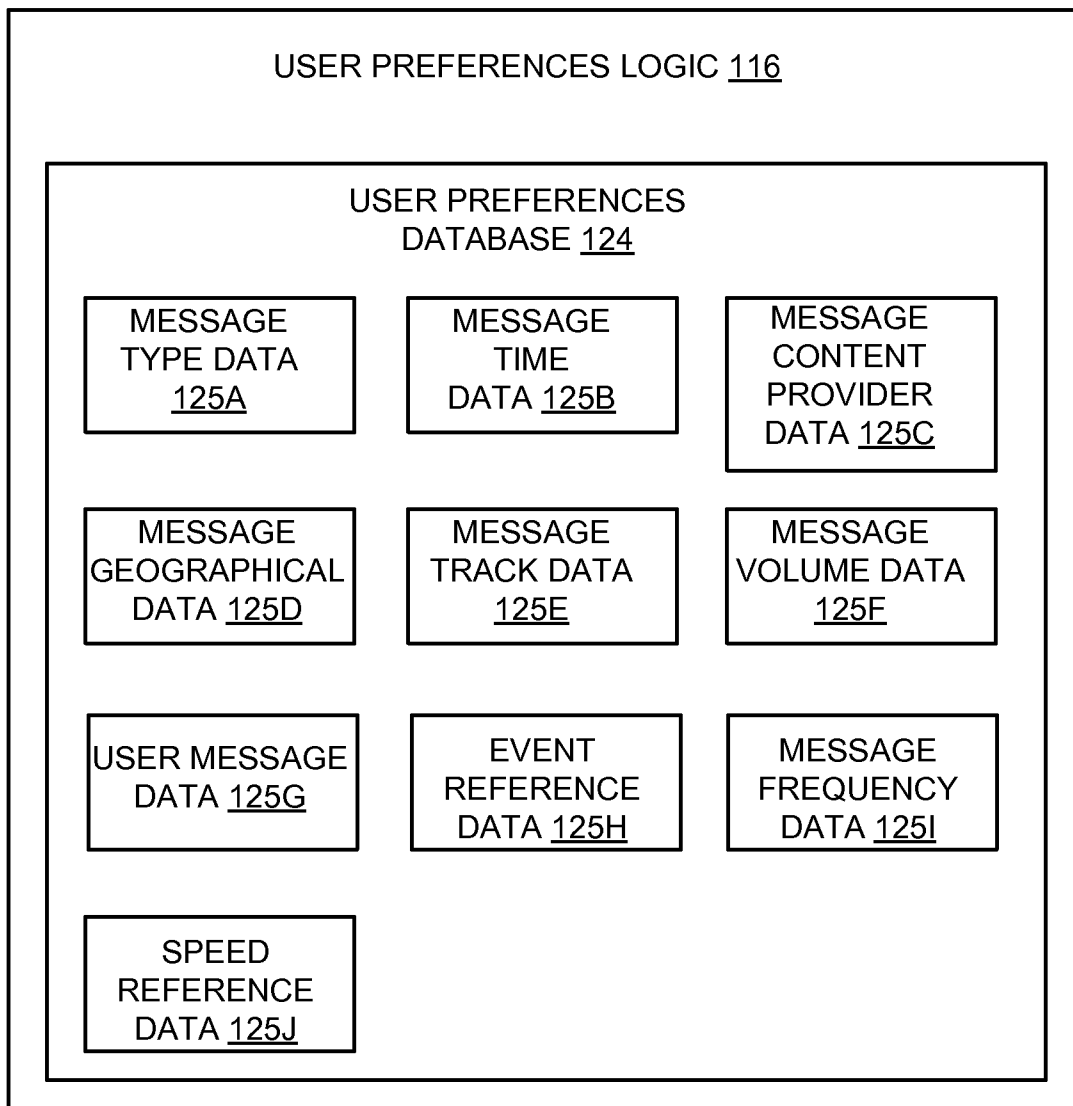 USER PREFERENCES LOGIC 116
USER PREFERENCES
DATABASE 124
MESSAGE
TYPE DATA
125A
MESSAGE
TIME
DATA 125B
MESSAGE
CONTENT
PROVIDER
DATA 125C
MESSAGE
GEOGRAPHICAL
DATA 125D
MESSAGE
TRACK DATA
125E
MESSAGE
VOLUME DATA
125F
USER MESSAGE
DATA 125G
EVENT
REFERENCE
DATA 125H
MESSAGE
FREQUENCY
DATA 125I
SPEED
REFERENCE
DATA 125J